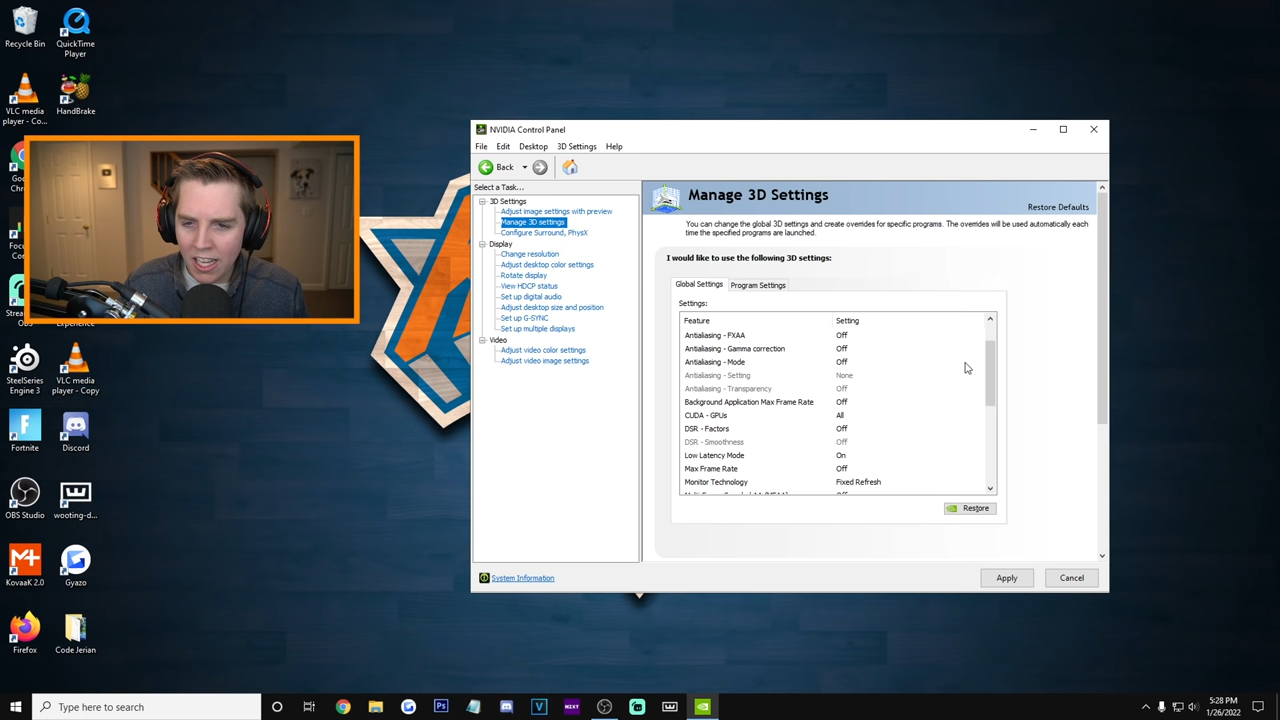 Recycle Bin
QuickTime
Player
VLC media
player - Co...
HandBrake
SteelSeries
Engine 3
VLC media
player - Copy
Fortnite
Discord
OBS Studio
wooting-d...
KovaaK 2.0
Gyazo
Firefox
Code Jerian
NVIDIA Control Panel
File Edit Desktop 3D Settings Help
Back
Select a Task...
3D Settings
Adjust image settings with preview
Manage 3D settings
Configure Surround, PhysX
Display
Change resolution
Adjust desktop color settings
Rotate display
View HDCP status
Set up digital audio
Adjust desktop size and position
Set up G-SYNC
Set up multiple displays
Video
Adjust video color settings
Adjust video image settings
System Information
Manage 3D Settings
Restore Defaults
You can change the global 3D settings and create overrides for specific programs. The overrides will be used automatically each
time the specified programs are launched.
I would like to use the following 3D settings:
Global Settings Program Settings
Settings:
Feature Setting
Antialiasing - FXAA Off
Antialiasing - Gamma correction Off
Antialiasing - Mode Off
Antialiasing - Setting None
Antialiasing - Transparency Off
Background Application Max Frame Rate Off
CUDA - GPUs All
DSR - Factors Off
DSR - Smoothness Off
Low Latency Mode On
Max Frame Rate Off
Monitor Technology Fixed Refresh
Restore
Apply Cancel
Type here to search
5:28 PM
1/26/2022